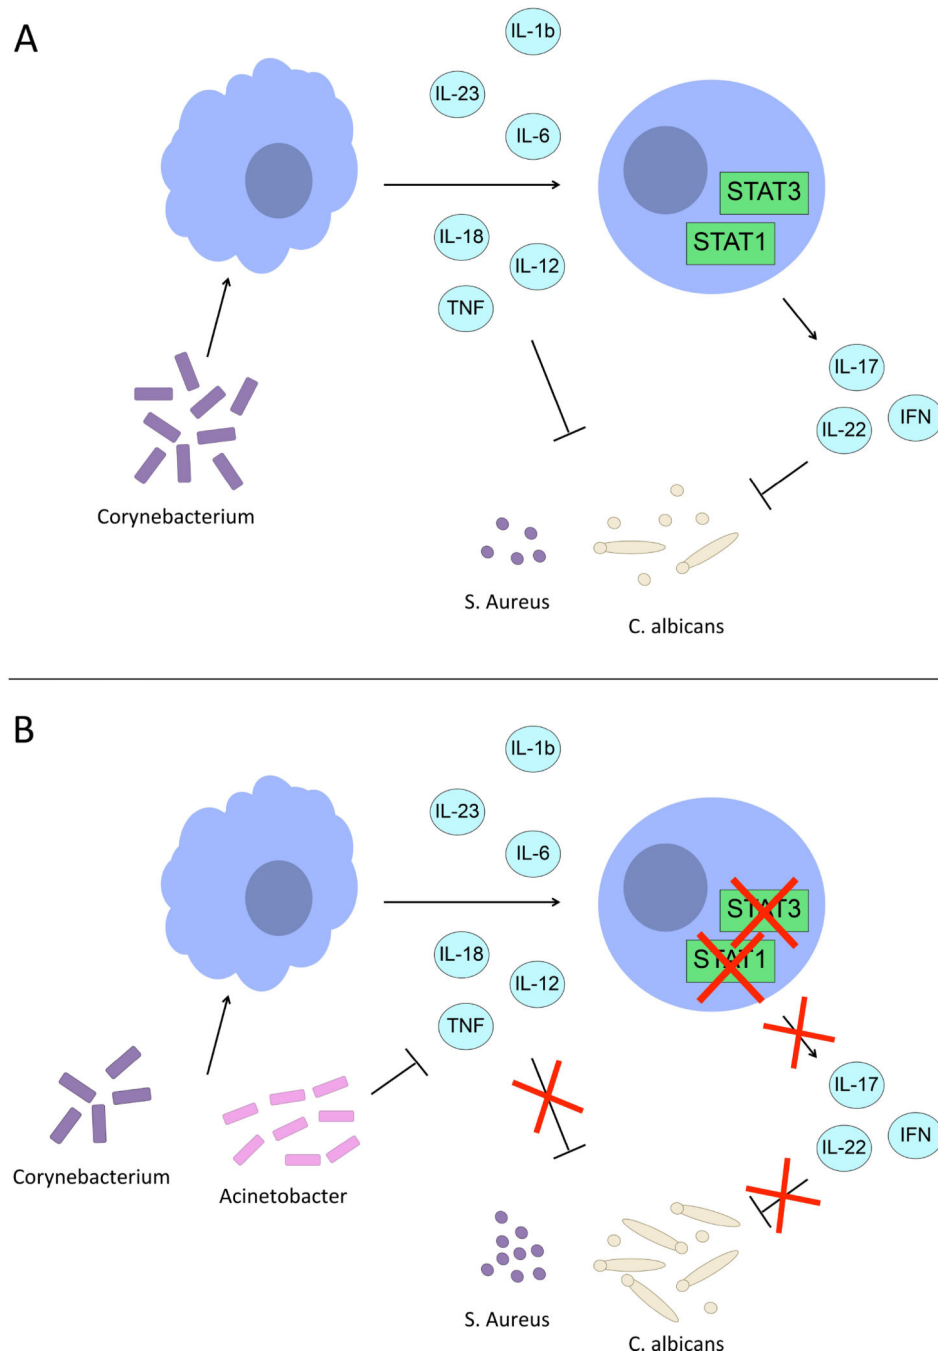 A
IL-1b
IL-23
IL-6
STAT3
STAT1
IL-18
IL-12
TNF
IL-17
IFN
IL-22
Corynebacterium
S. Aureus
C. albicans
B
IL-1b
IL-23
IL-6
STAT3
STAT1
IL-18
IL-12
TNF
IL-17
IFN
IL-22
Corynebacterium
Acinetobacter
S. Aureus
C. albicans